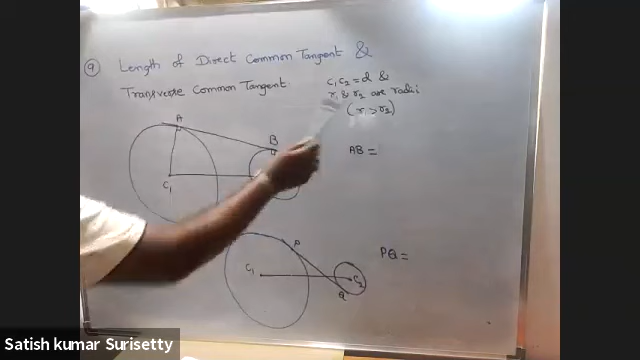 9 Length of Direct Common Tangent &
Transverse Common Tangent
C₁C₂ = d &
r₁ & r₂ are radii
(r₁ > r₂)
A
B
AB =
C₁
P
PQ =
C₁
C₂
Q
Satish kumar Surisetty